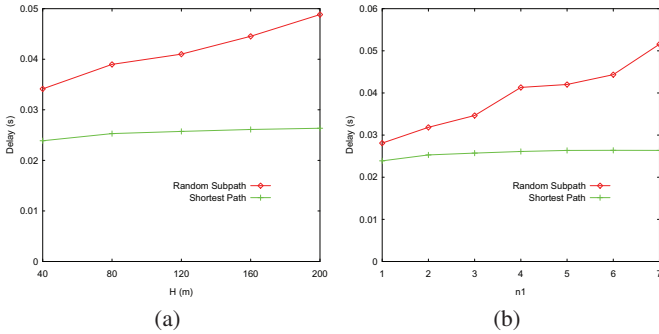 0.05
0.04
0.03
0.02
0.01
0
Delay (s)
Random Subpath
Shortest Path
40 80 120 160 200
H (m)
(a)
0.06
0.05
0.04
0.03
0.02
0.01
0
Delay (s)
Random Subpath
Shortest Path
1 2 3 4 5 6 7
n1
(b)